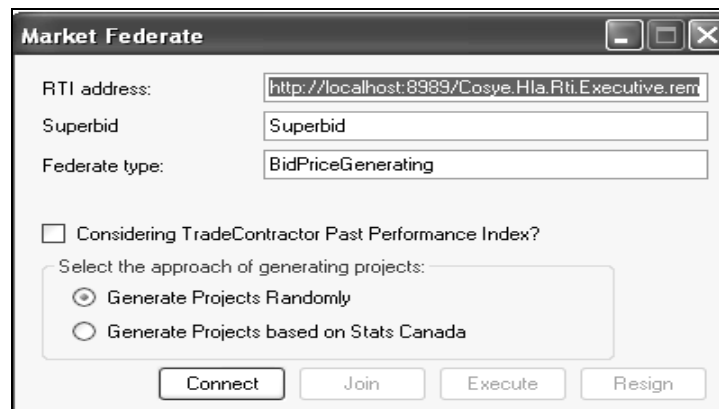 Market Federate
RTI address: http://localhost:8989/Cosye.Hla.Rti.Executive.rem
Superbid Superbid
Federate type: BidPriceGenerating
Considering TradeContractor Past Performance Index?
Select the approach of generating projects:
Generate Projects Randomly
Generate Projects based on Stats Canada
Connect Join Execute Resign